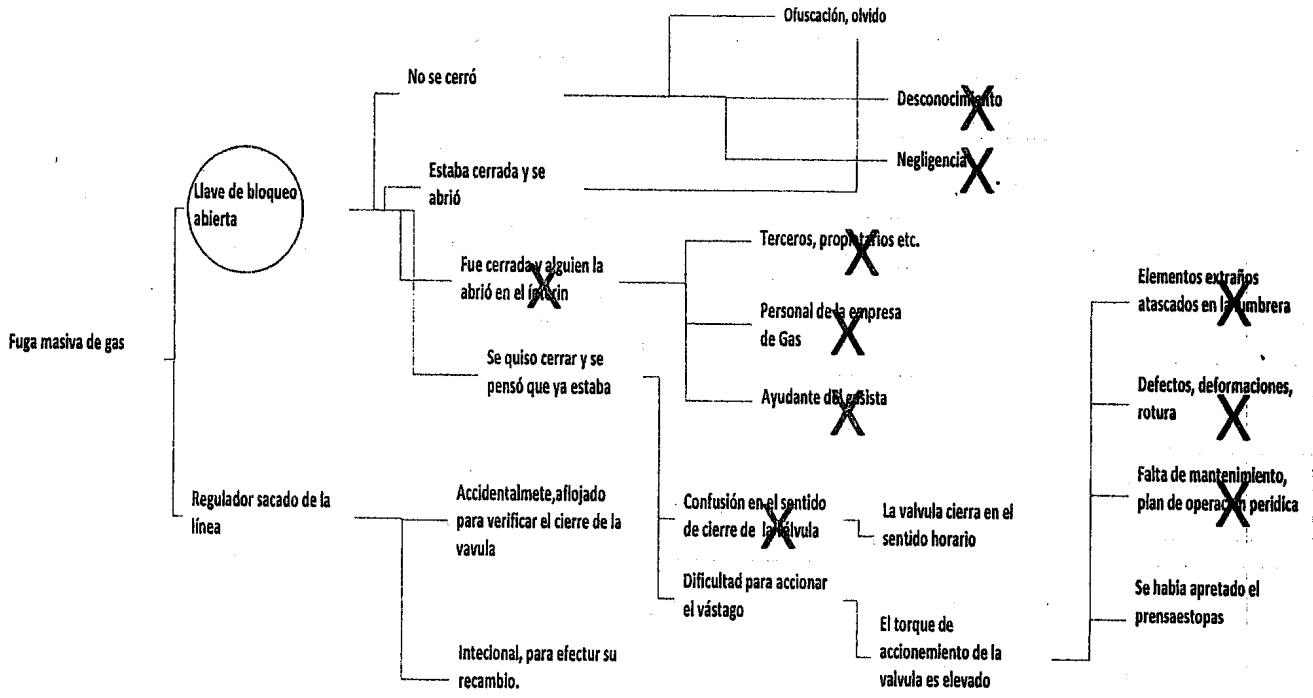 Ofuscación, olvido
No se cerró
Desconocimiento
Negligencia
Estaba cerrada y se
abrió
Llave de bloqueo
abierta
Terceros, propietarios etc.
Fue cerrada y alguien la
abrió en el interin
Elementos extraños
atascados en la lumbrera
Personal de la empresa
de Gas
Fuga masiva de gas
Se quiso cerrar y se
pensó que ya estaba
Ayudante del gasista
Defectos, deformaciones,
rotura
Regulador sacado de la
línea
Accidentalmete,aflojado
para verificar el cierre de la
vavula
Confusión en el sentido
de cierre de la válvula
La valvula cierra en el
sentido horario
Falta de mantenimiento,
plan de operación peridica
Dificultad para accionar
el vástago
Se habia apretado el
prensaestopas
El torque de
accionemiento de la
valvula es elevado
Intecional, para efectur su
recambio.